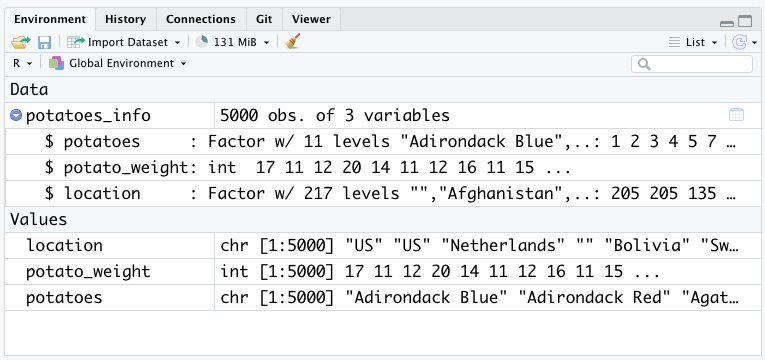 Environment History Connections Git Viewer
Import Dataset 131 MiB List
R Global Environment
Data
potatoes_info 5000 obs. of 3 variables
$ potatoes : Factor w/ 11 levels "Adirondack Blue",..: 1 2 3 4 5 7 …
$ potato_weight: int 17 11 12 20 14 11 12 16 11 15 ...
$ location : Factor w/ 217 levels "","Afghanistan",..: 205 205 135 …
Values
location chr [1:5000] "US" "US" "Netherlands" "" "Bolivia" "Sw…
potato_weight int [1:5000] 17 11 12 20 14 11 12 16 11 15 ...
potatoes chr [1:5000] "Adirondack Blue" "Adirondack Red" "Agat…